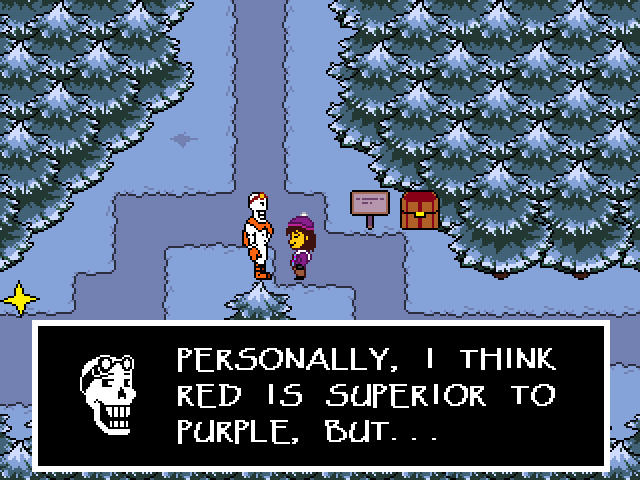 PERSONALLY, I THINK
RED IS SUPERIOR TO
PURPLE, BUT...